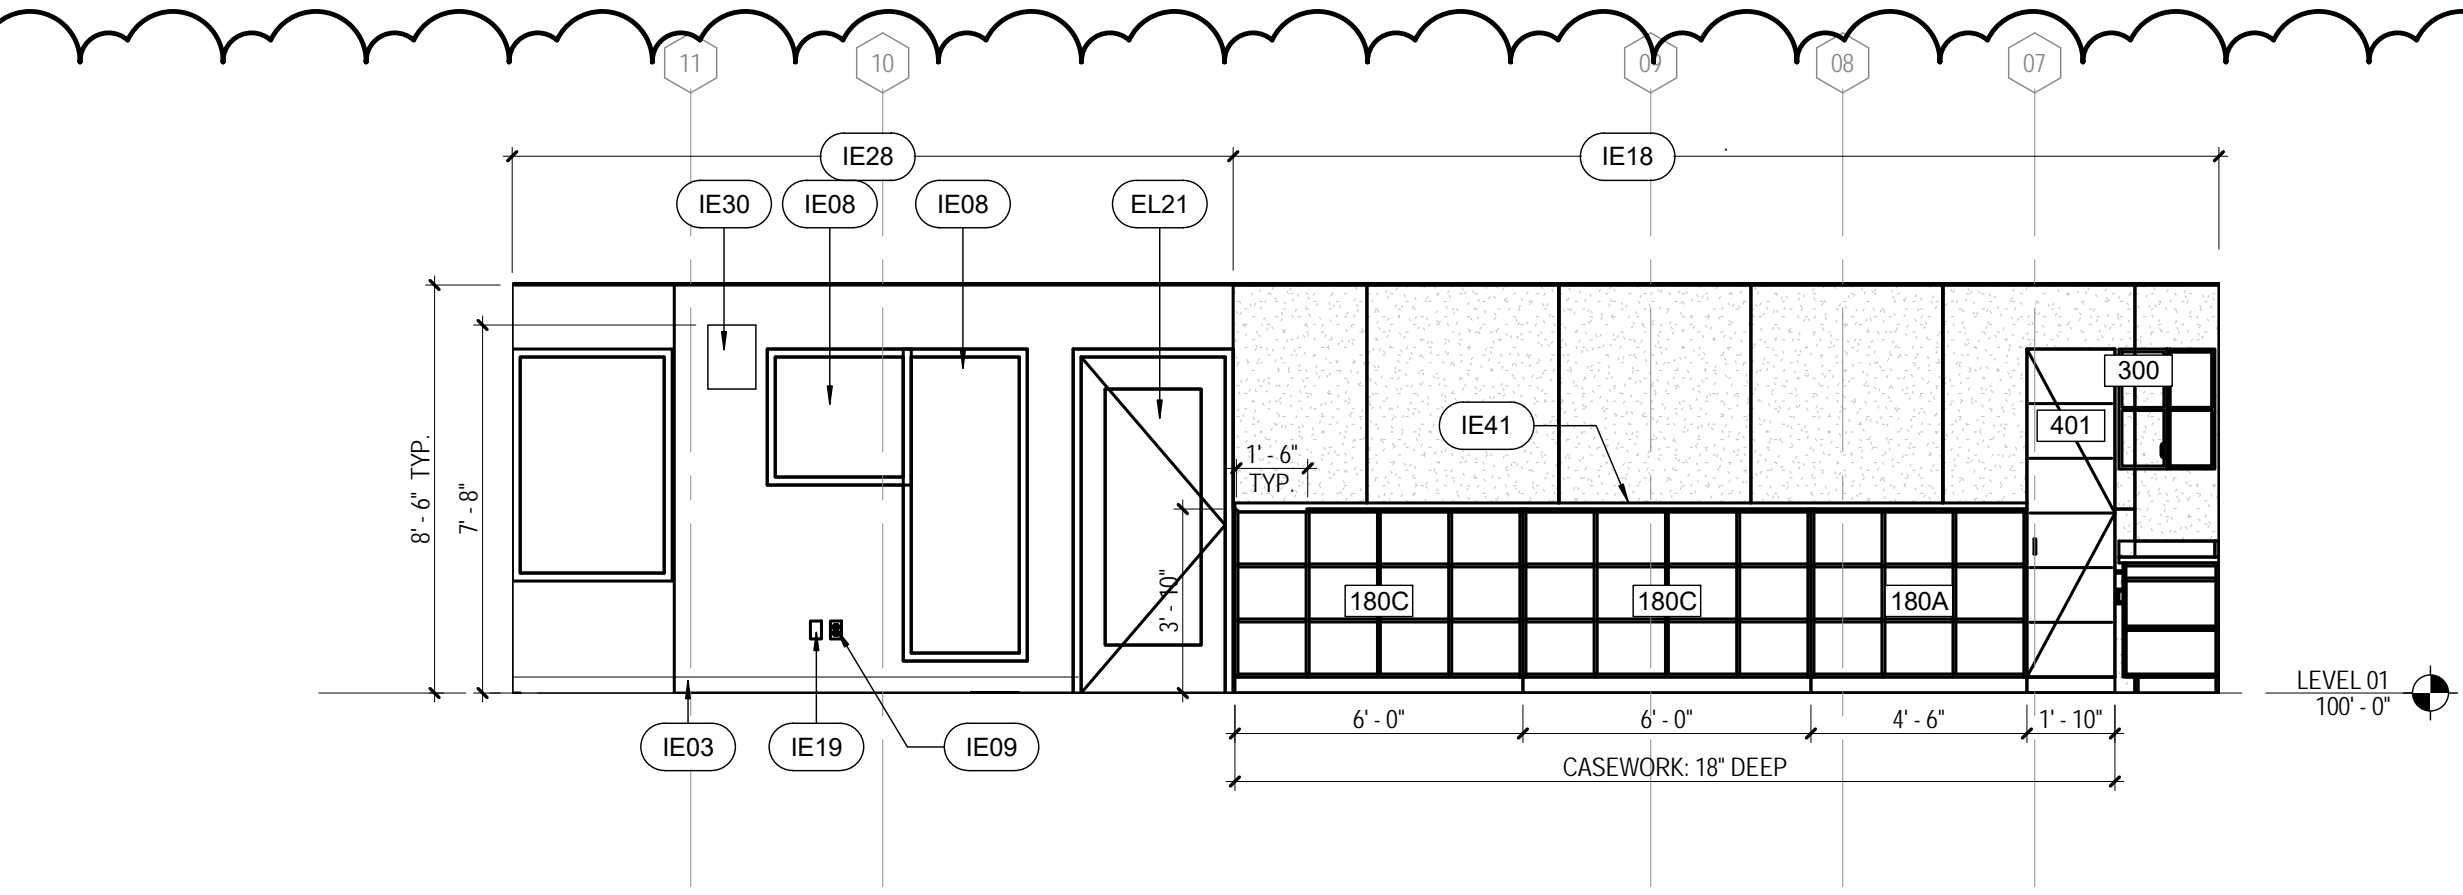 11
10
09
08
07
IE28
IE18
IE30
IE08
IE08
EL21
300
401
IE41
1' - 6"
TYP.
8' - 6" TYP.
7' - 8"
3' - 10"
180C
180C
180A
LEVEL 01
100' - 0"
6' - 0"
6' - 0"
4' - 6"
1' - 10"
IE03
IE19
IE09
CASEWORK: 18" DEEP